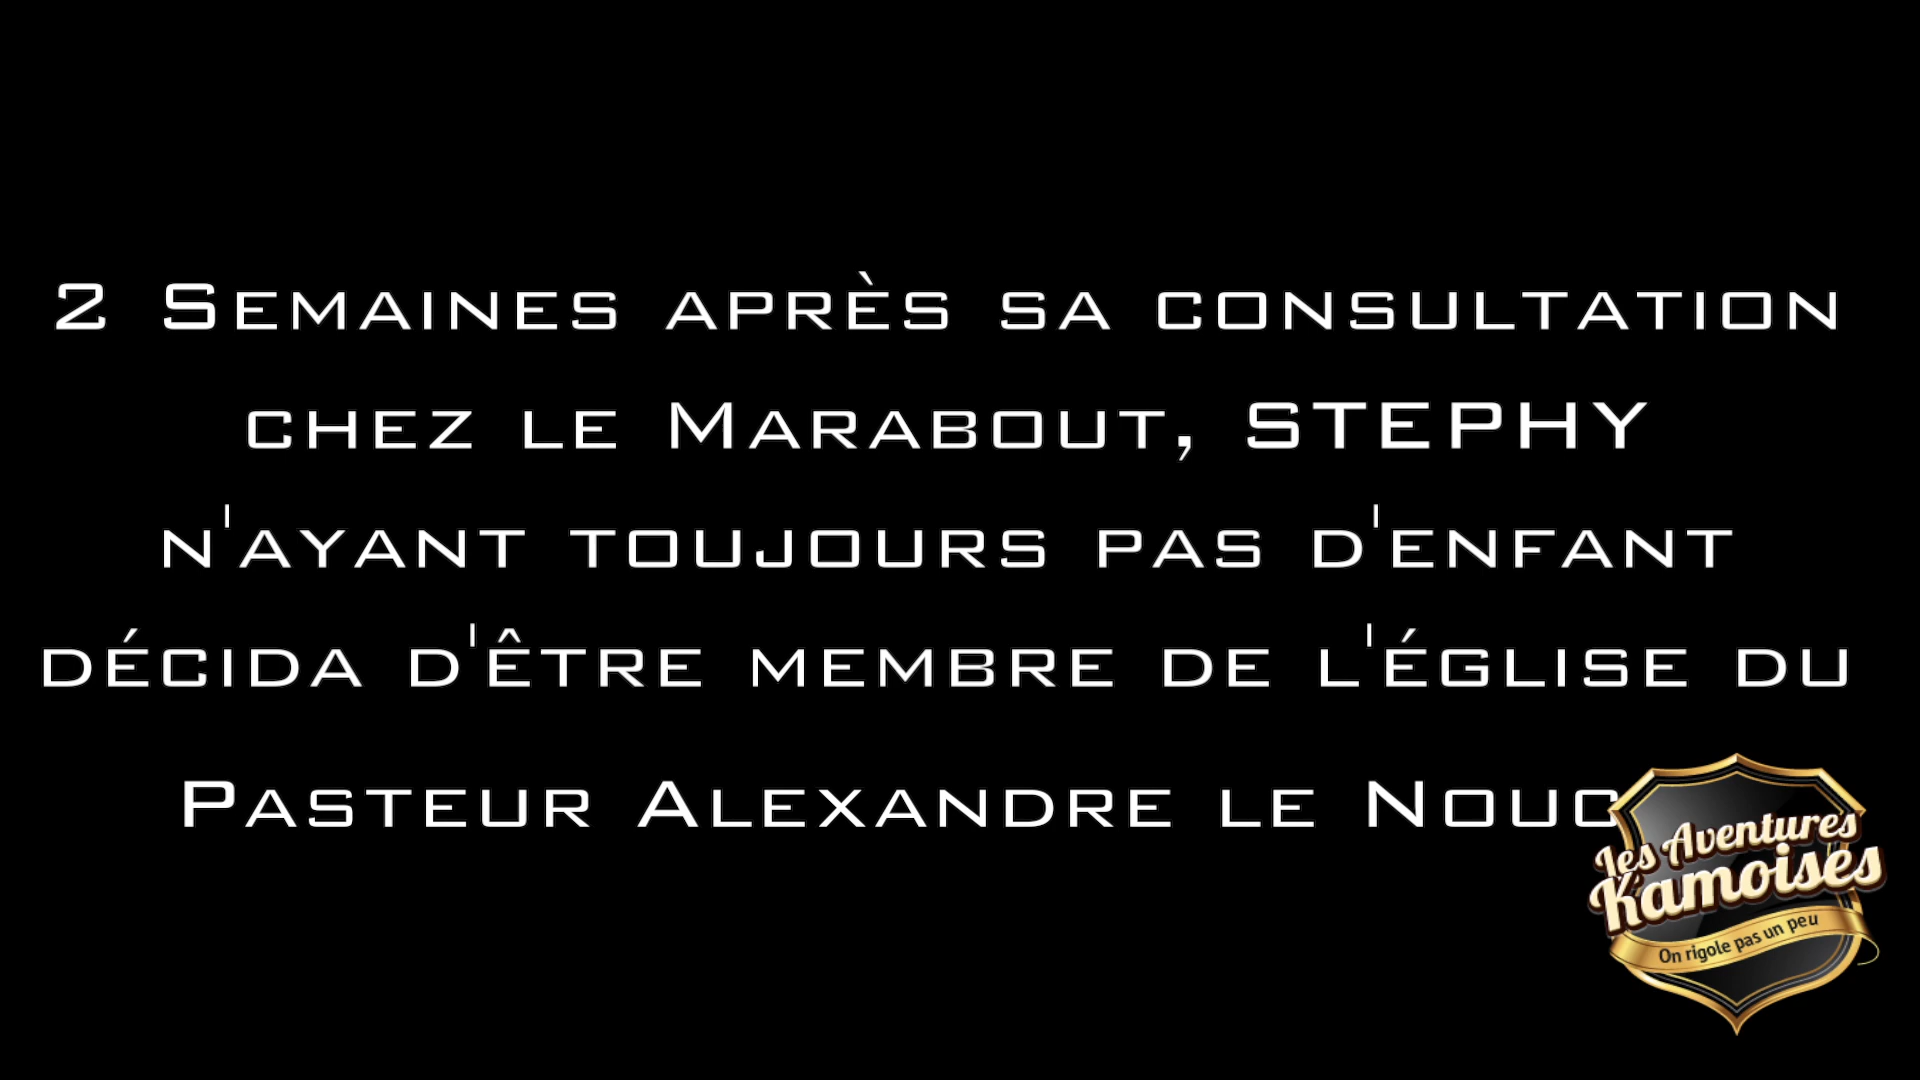 2 Semaines après sa consultation
chez le Marabout, STEPHY
n'ayant toujours pas d'enfant
décida d'être membre de l'église du
Pasteur Alexandre le
Les Aventures
Kamoises
On rigole pas un peu